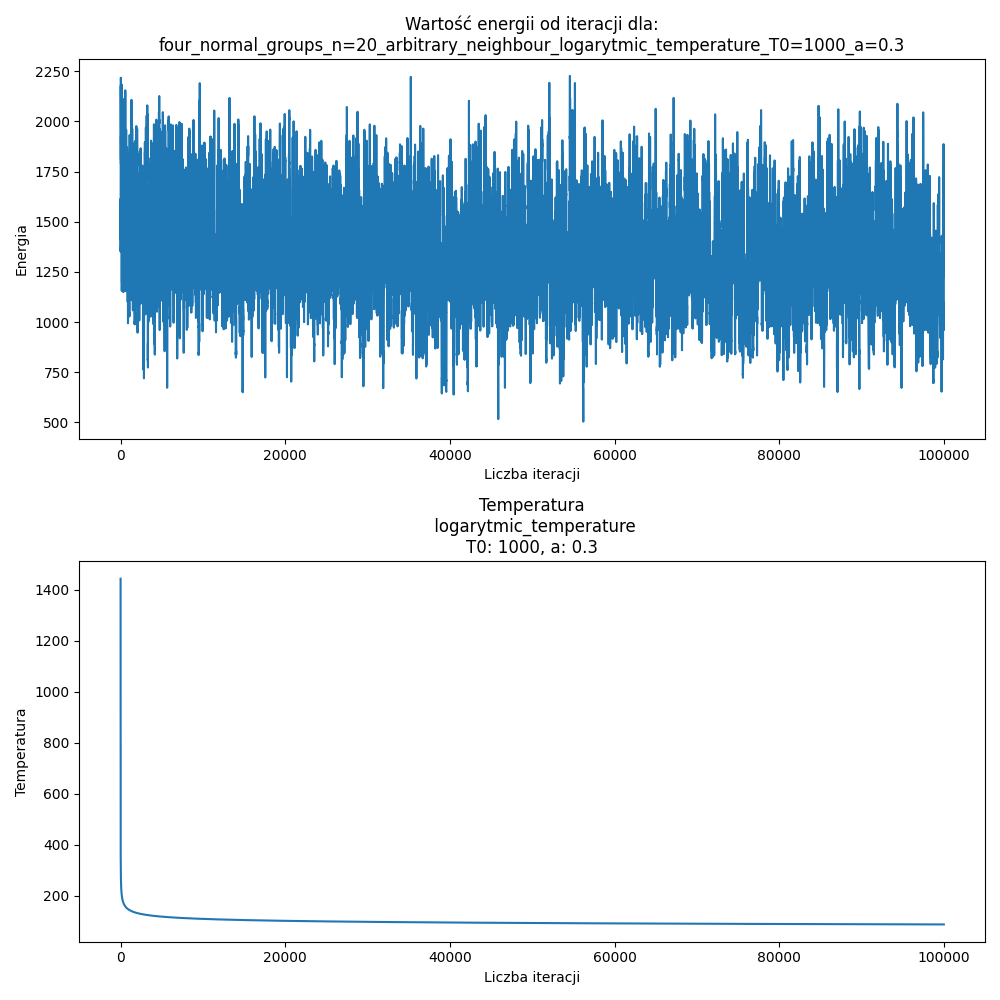 Wartość energii od iteracji dla:
four_normal_groups_n=20_arbitrary_neighbour_logarytmic_temperature_T0=1000_a=0.3
2250
2000
1750
1500
1250
1000
750
500
Energia
0 20000 40000 60000 80000 100000
Liczba iteracji
Temperatura
logarytmic_temperature
T0: 1000, a: 0.3
1400
1200
1000
800
600
400
200
Temperatura
0 20000 40000 60000 80000 100000
Liczba iteracji